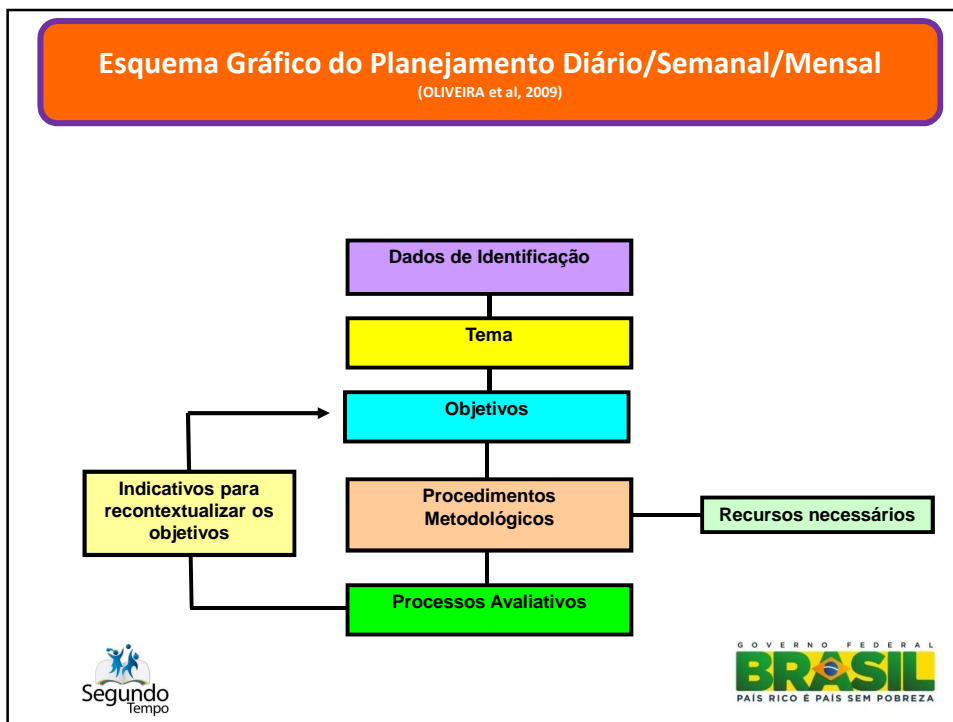 Esquema Gráfico do Planejamento Diário/Semanal/Mensal
(OLIVEIRA et al, 2009)
Dados de Identificação
Tema
Objetivos
Indicativos para
recontextualizar os
objetivos
Procedimentos
Metodológicos
Recursos necessários
Processos Avaliativos
Segundo
Tempo
GOVERNO FEDERAL
BRASIL
PAÍS RICO É PAÍS SEM POBREZA